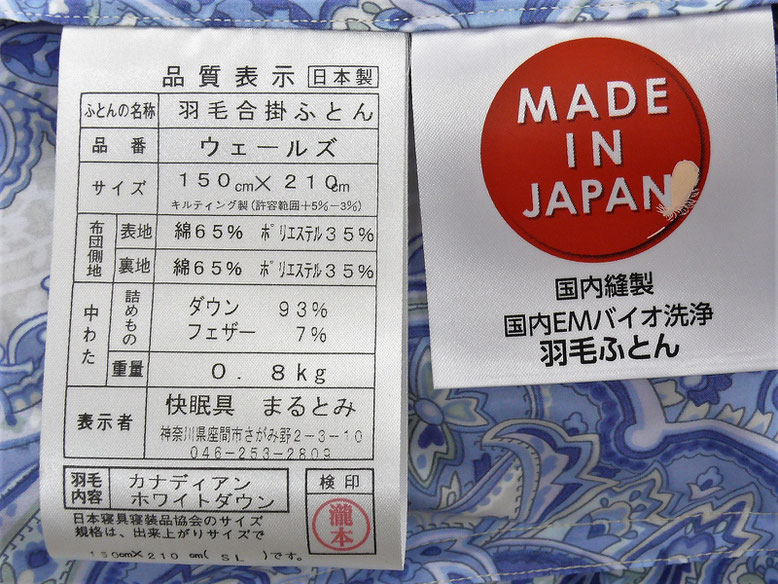 品質表示 日本製
ふとんの名称 羽毛合掛ふとん
品番 ウェールズ
サイズ 150cm×210cm
キルティング製(許容範囲+5%−3%)
布団側地 表地 綿65% ポリエステル35%
裏地 綿65% ポリエステル35%
中わた 詰めもの ダウン 93%
フェザー 7%
重量 0.8kg
表示者 快眠具 まるとみ
神奈川県座間市さがみ野2-3-10
046-253-2809
羽毛内容 カナディアン
ホワイトダウン
検印
瀧本
日本寝具寝装品協会のサイズ
規格は、出来上がりサイズで
150cm×210cm(SL)です。
MADE
IN
JAPAN
国内縫製
国内EMバイオ洗浄
羽毛ふとん